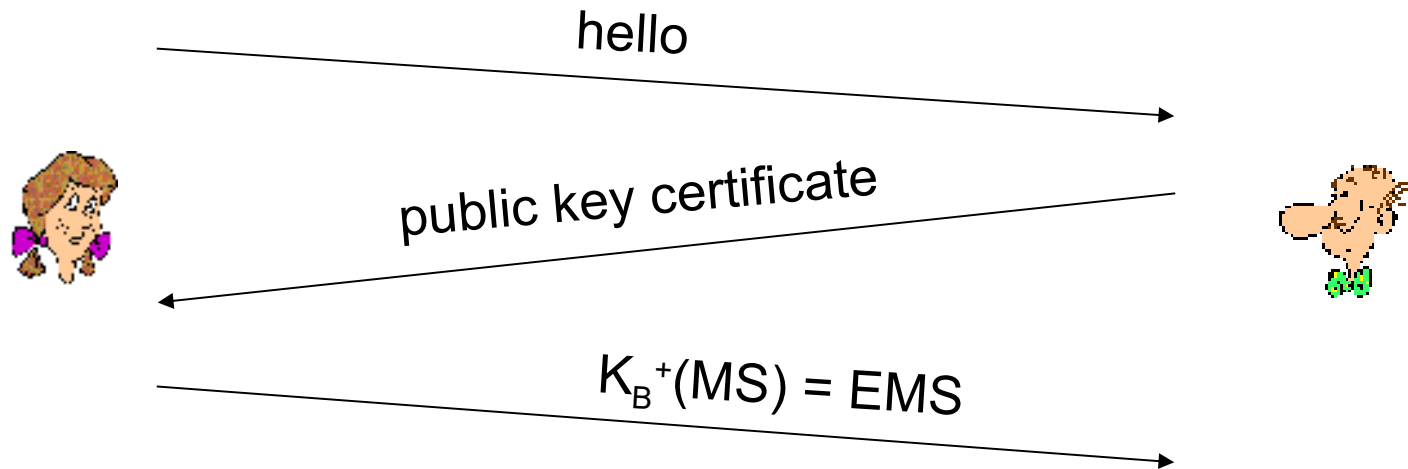 hello
public key certificate
K_B⁺(MS) = EMS